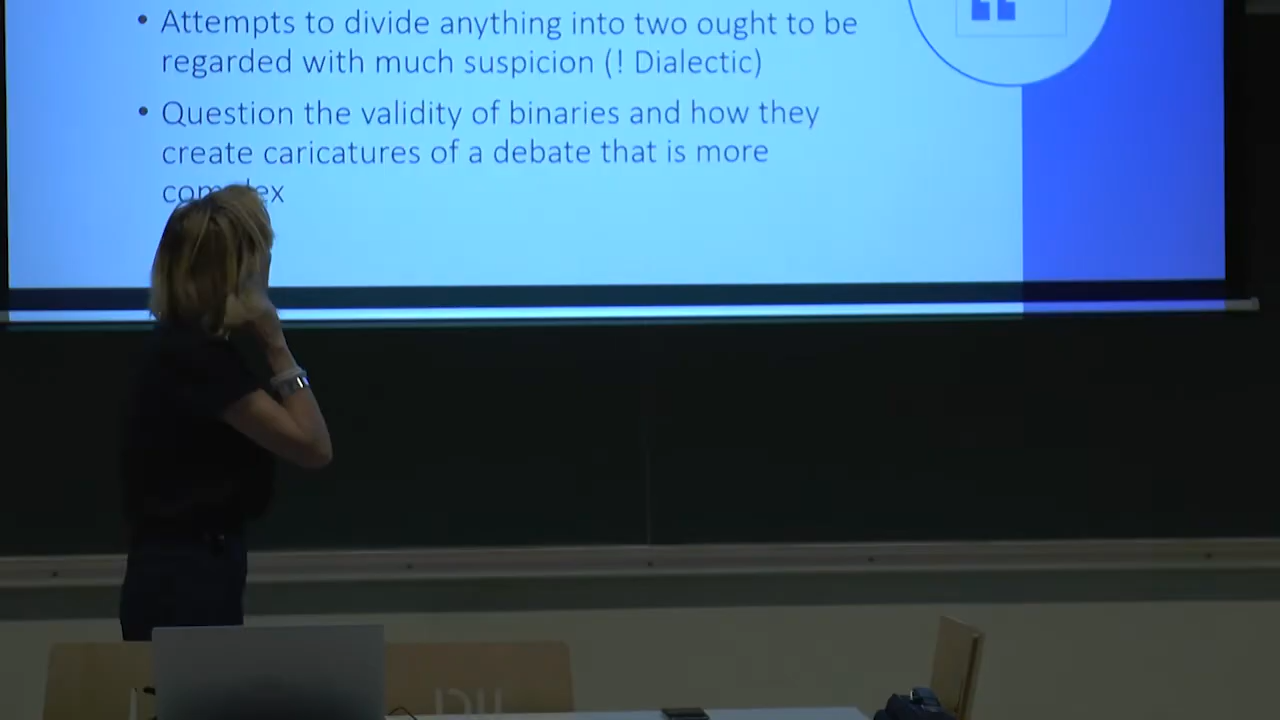 • Attempts to divide anything into two ought to be
regarded with much suspicion (! Dialectic)
• Question the validity of binaries and how they
create caricatures of a debate that is more